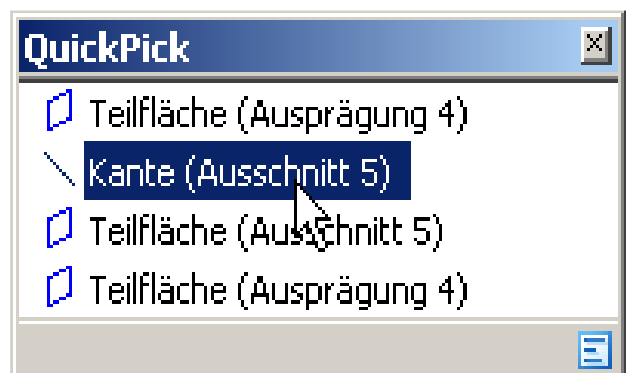 QuickPick
Teilfläche (Ausprägung 4)
Kante (Ausschnitt 5)
Teilfläche (Ausschnitt 5)
Teilfläche (Ausprägung 4)